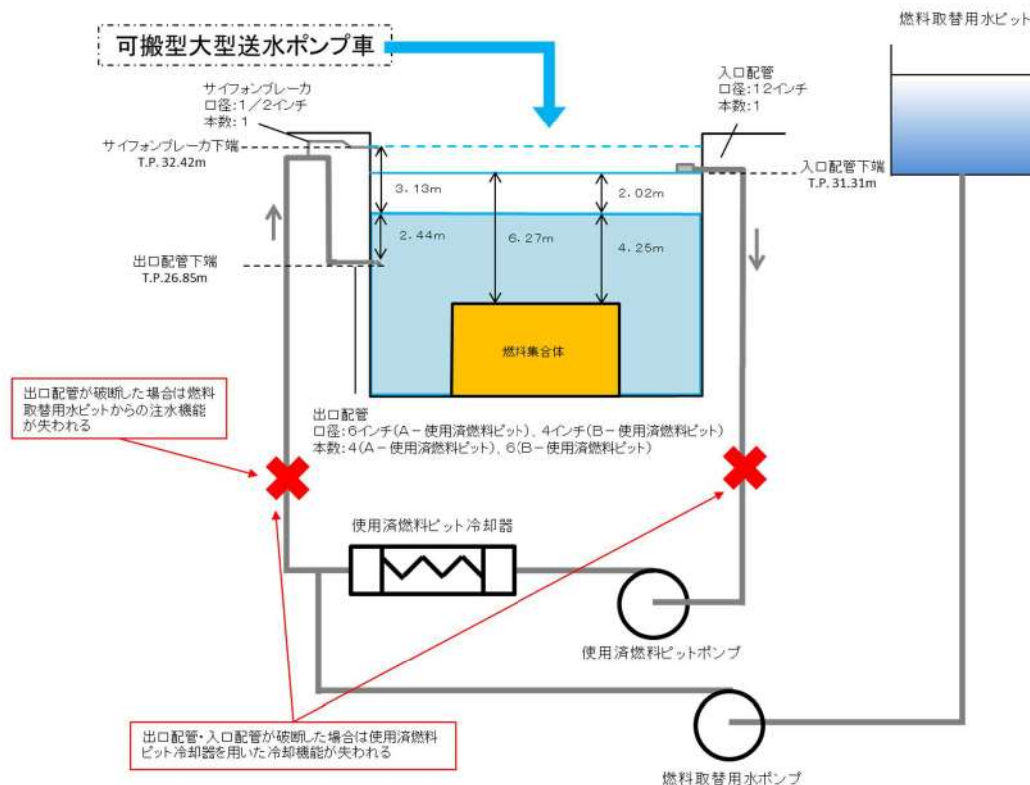 燃料取替用水ピット
可搬型大型送水ポンプ車
サイフォンブレーカ
口径:1/2インチ
本数:1
入口配管
口径:12インチ
本数:1
サイフォンブレーカ下端
T.P. 32.42m
入口配管下端
T.P. 31.31m
3.13m
2.02m
2.44m
6.27m
4.25m
出口配管下端
T.P.26.85m
燃料集合体
出口配管が破断した場合は燃料
取替用水ピットからの注水機能
が失われる
出口配管
口径:6インチ(A-使用済燃料ピット)、4インチ(B-使用済燃料ピット)
本数:4(A-使用済燃料ピット)、6(B-使用済燃料ピット)
使用済燃料ピット冷却器
使用済燃料ピットポンプ
出口配管・入口配管が破断した場合は使用済燃料
ピット冷却器を用いた冷却機能が失われる
燃料取替用水ポンプ